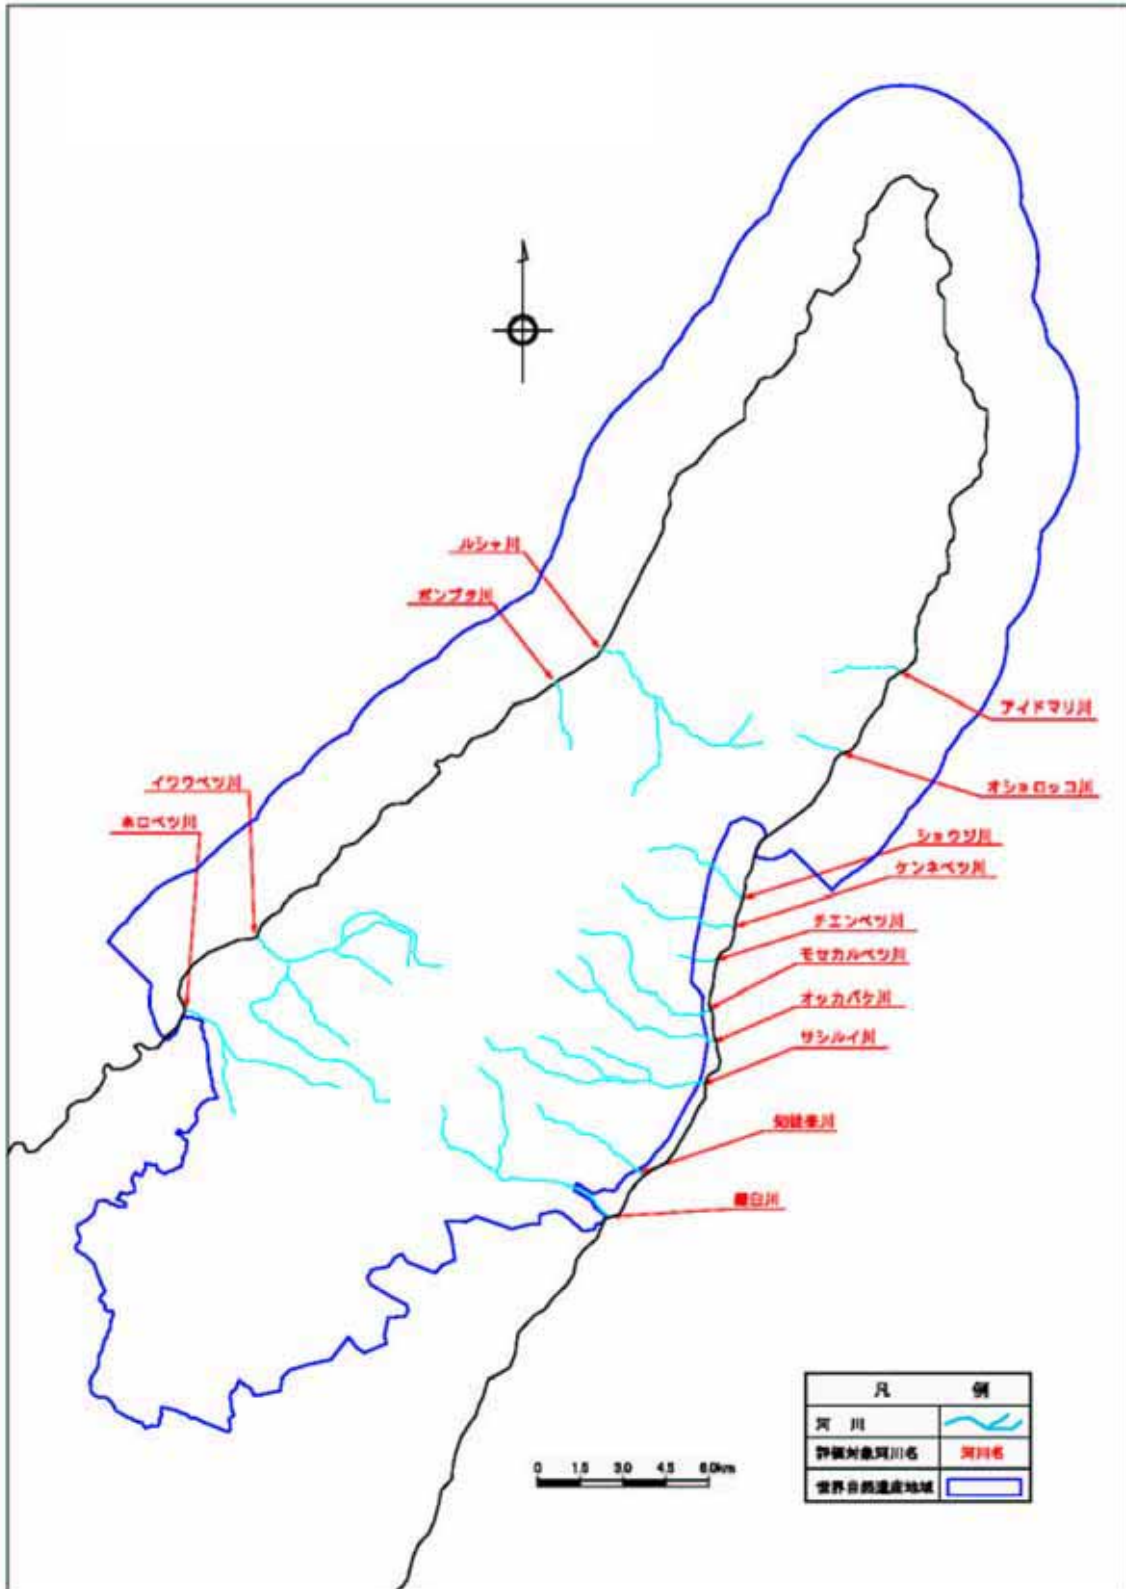 ルシャ川
ポンプタ川
アイドマリ川
イワウベツ川
オショロッコ川
ホロベツ川
ショウジ川
ケンネベツ川
チエンベツ川
モセカルベツ川
オッカバケ川
サシルイ川
知徒来川
羅臼川
凡 例
河 川
評価対象河川名 河川名
世界自然遺産地域
0 1.5 3.0 4.5 6.0km